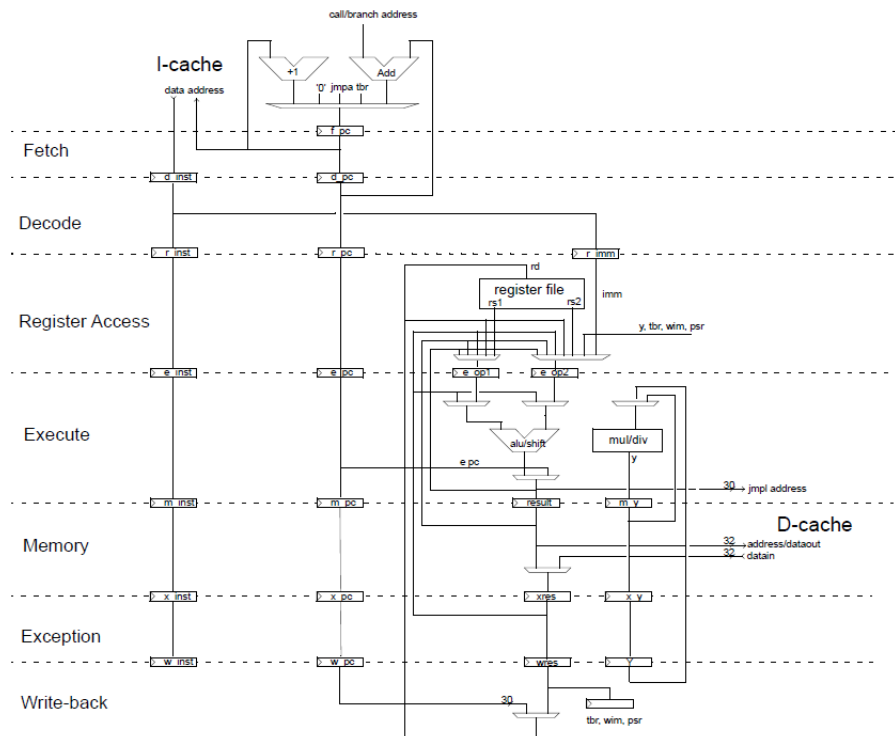 call/branch address
I-cache
data address
+1
Add
'0' jmpa tbr
f pc
Fetch
d inst
d_pc
Decode
r inst
r pc
r imm
rd
register file
rs1
rs2
imm
Register Access
y, tbr, wim, psr
e inst
e pc
e op1
e op2
Execute
alu/shift
mul/div
y
e pc
30
jmpl address
m inst
m pc
result
m y
D-cache
Memory
32
address/dataout
32
datain
x inst
x pc
xres
x y
Exception
w inst
w pc
wres
Y
Write-back
30
tbr, wim, psr